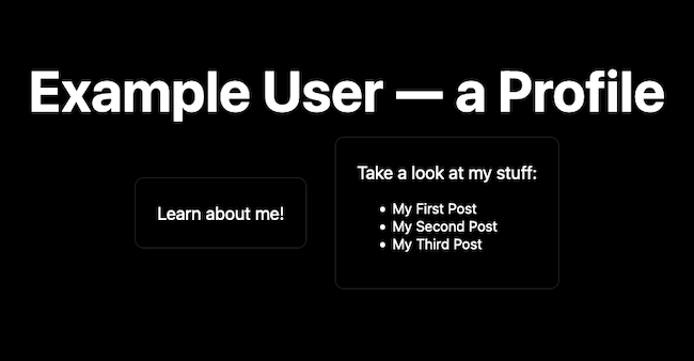 Example User — a Profile
Learn about me!
Take a look at my stuff:
• My First Post
• My Second Post
• My Third Post